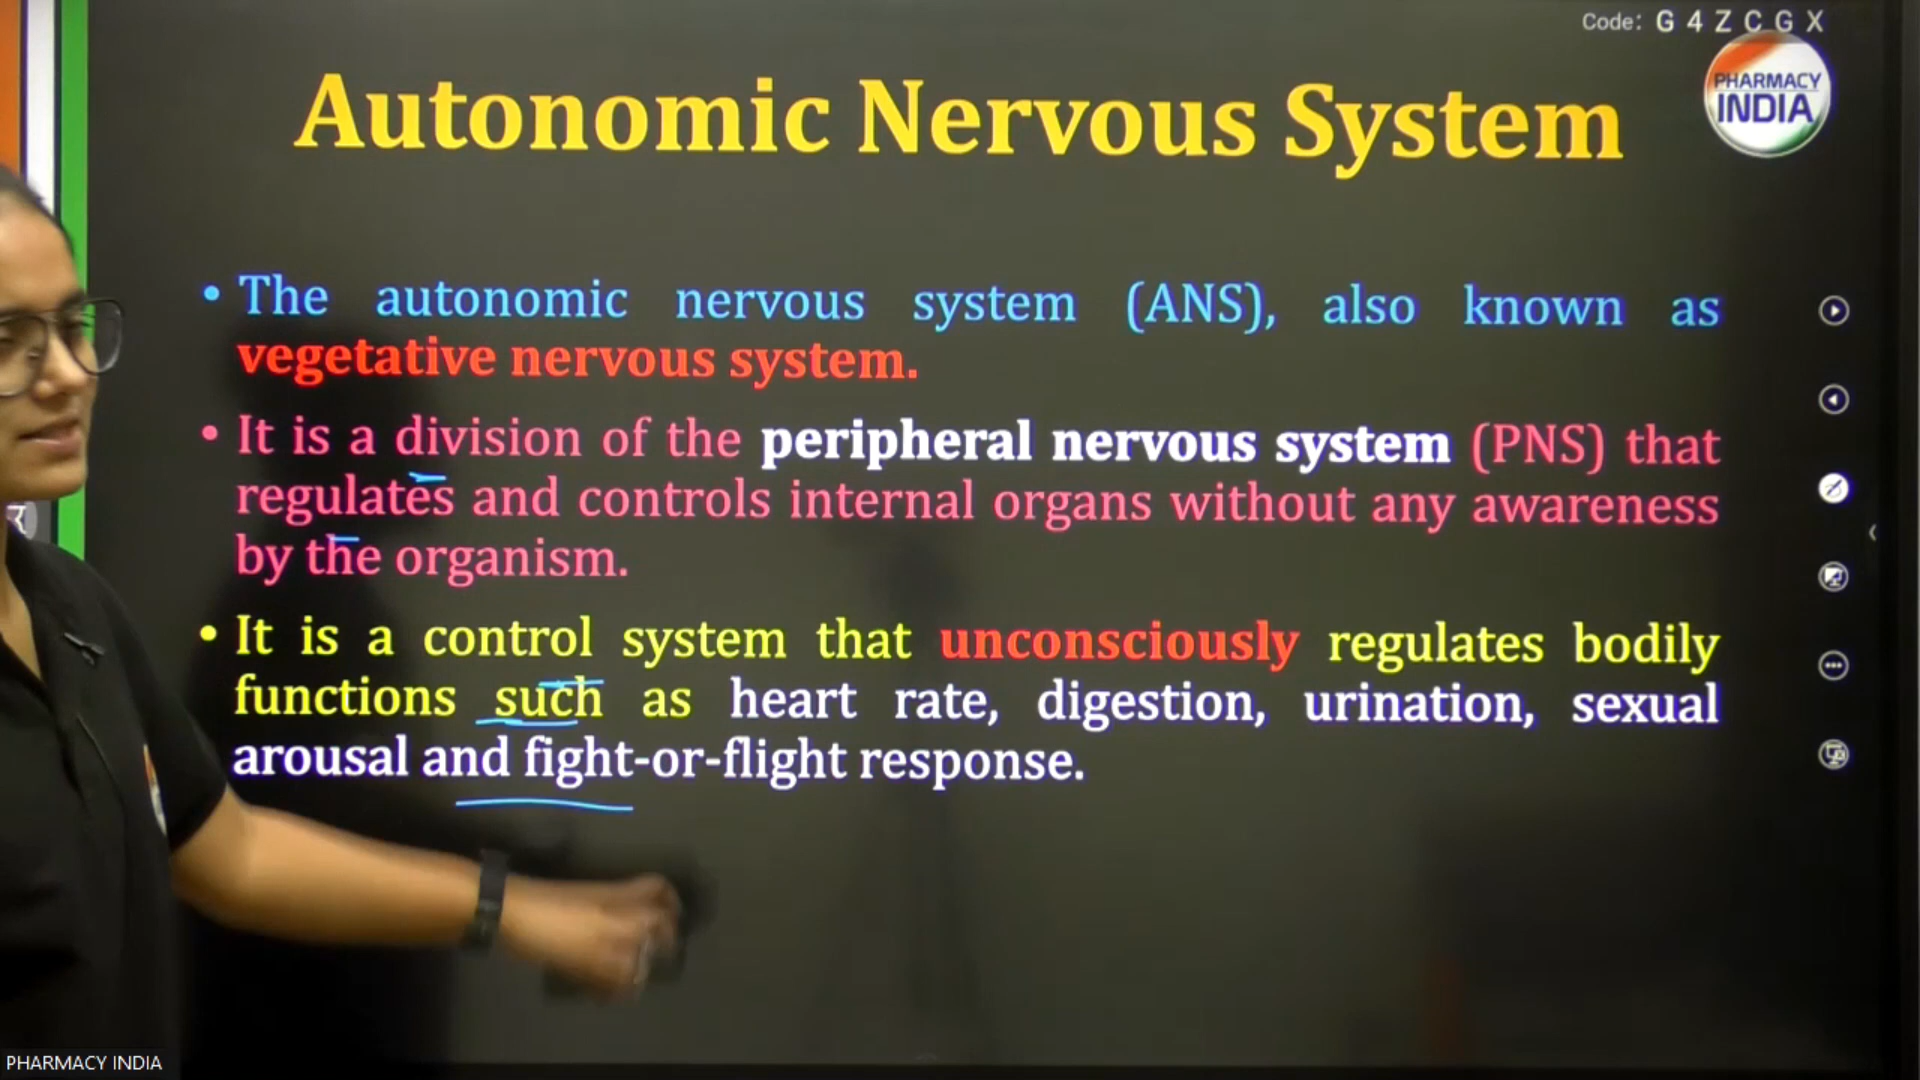 Code: G 4 Z C G X
PHARMACY
INDIA
Autonomic Nervous System
• The autonomic nervous system (ANS), also known as
vegetative nervous system.
• It is a division of the peripheral nervous system (PNS) that
regulates and controls internal organs without any awareness
by the organism.
• It is a control system that unconsciously regulates bodily
functions such as heart rate, digestion, urination, sexual
arousal and fight-or-flight response.
PHARMACY INDIA